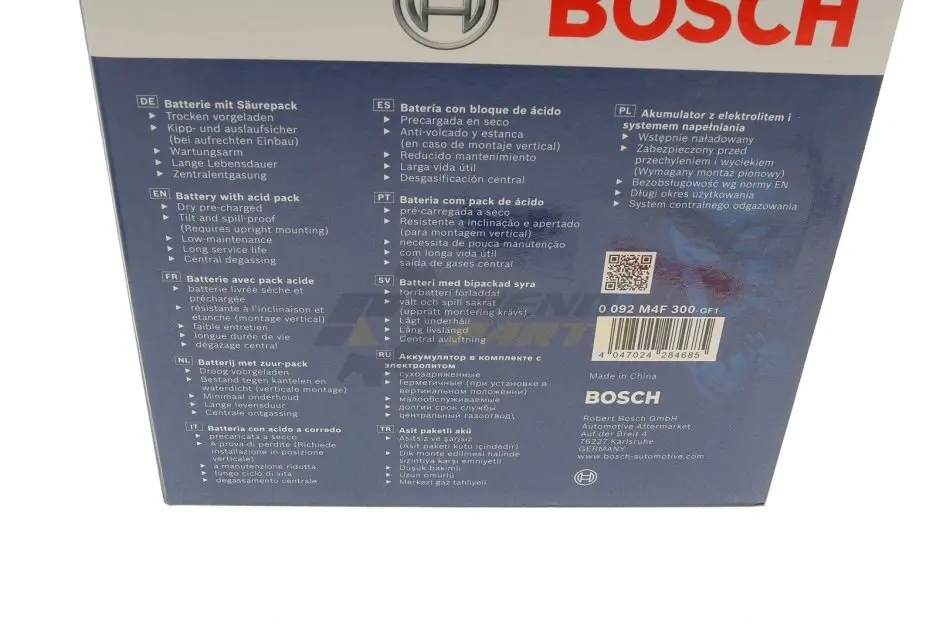 BOSCH
DE Batterie mit Säurepack
Trocken vorgeladen
Kipp- und auslaufsicher
(bei aufrechten Einbau)
Wartungsarm
Lange Lebensdauer
Zentralentgasung
EN Battery with acid pack
Dry pre-charged
Tilt and spill-proof
(Requires upright mounting)
Low-maintenance
Long service life
Central degassing
FR Batterie avec pack acide
batterie livrée sèche et
préchargée
résistante à l'inclinaison et
étanche (montage vertical)
faible entretien
longue durée de vie
dégazage central
NL Batterij met zuur-pack
Droog voorgeladen
Bestand tegen kantelen en
waterdicht (verticale montage)
Minimaal onderhoud
Lange levensduur
Centrale ontgassing
IT Batteria con acido a corredo
precaricata a secco
A prova di perdite (Richiede
installazione in posizione
verticale)
a manutenzione ridotta
lungo ciclo di vita
degassamento centrale
ES Batería con bloque de ácido
Precargada en seco
Anti-volcado y estanca
(en caso de montaje vertical)
Reducido mantenimiento
Larga vida útil
Desgasificación central
PT Bateria com pack de ácido
pré-carregada a seco
Resistente a inclinação e apertado
(para montagem vertical)
necessita de pouca manutenção
com longa vida útil
saída de gases central
SV Batteri med bipackad syra
torrbatteri förladdat
vält och spill säkrat
(upprätt montering krävs)
Lågt underhåll
Lång livslängd
Central avluftning
RU Аккумулятор в комплекте с
электролитом
сухозаряженные
Герметичные (при установке в
вертикальном положении)
малообслуживаемые
долгий срок службы
центральный газоотвод
TR Asit paketli akü
Asitsiz ve şarjsız
(Asit paketi kutu içindedir)
Dik monte edilmesi halinde
sızıntıya karşı emniyetli
Düşük bakımlı
Uzun ömürlü
Merkezi gaz tahliyeli
PL Akumulator z elektrolitem i
systemem napełniania
Wstępnie naładowany
Zabezpieczony przed
przechyleniem i wyciekiem
(Wymagany montaż pionowy)
Bezobsługowość wg normy EN
Długi okres użytkowania
System centralnego odgazowania
0 092 M4F 300-GF1
4 047024 284685
Made in China
BOSCH
Robert Bosch GmbH
Automotive Aftermarket
Auf der Breit 4
76227 Karlsruhe
GERMANY
www.bosch-automotive.com